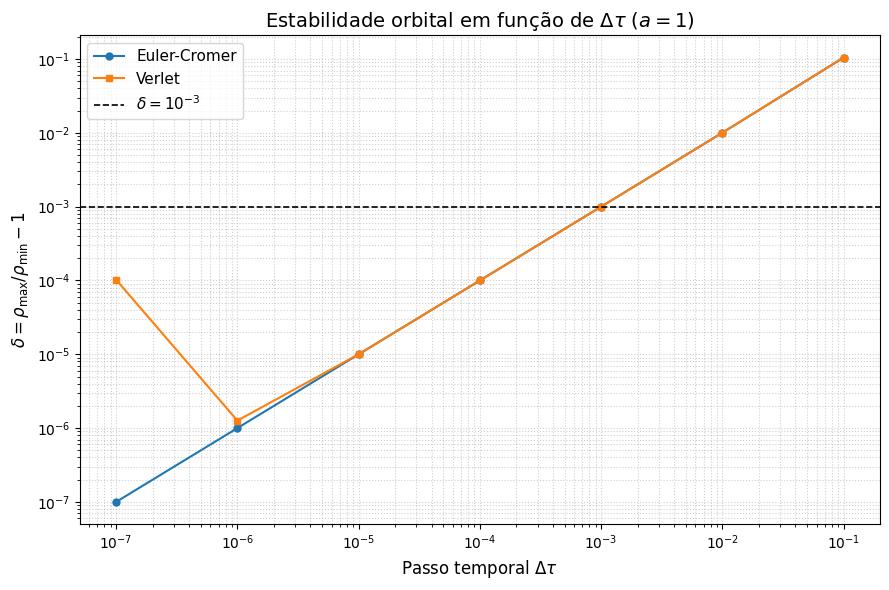 Estabilidade orbital em função de Δτ (a = 1)
Euler-Cromer
Verlet
δ = 10⁻³
δ = ρmax/ρmin − 1
10⁻¹
10⁻²
10⁻³
10⁻⁴
10⁻⁵
10⁻⁶
10⁻⁷
10⁻⁷ 10⁻⁶ 10⁻⁵ 10⁻⁴ 10⁻³ 10⁻² 10⁻¹
Passo temporal Δτ